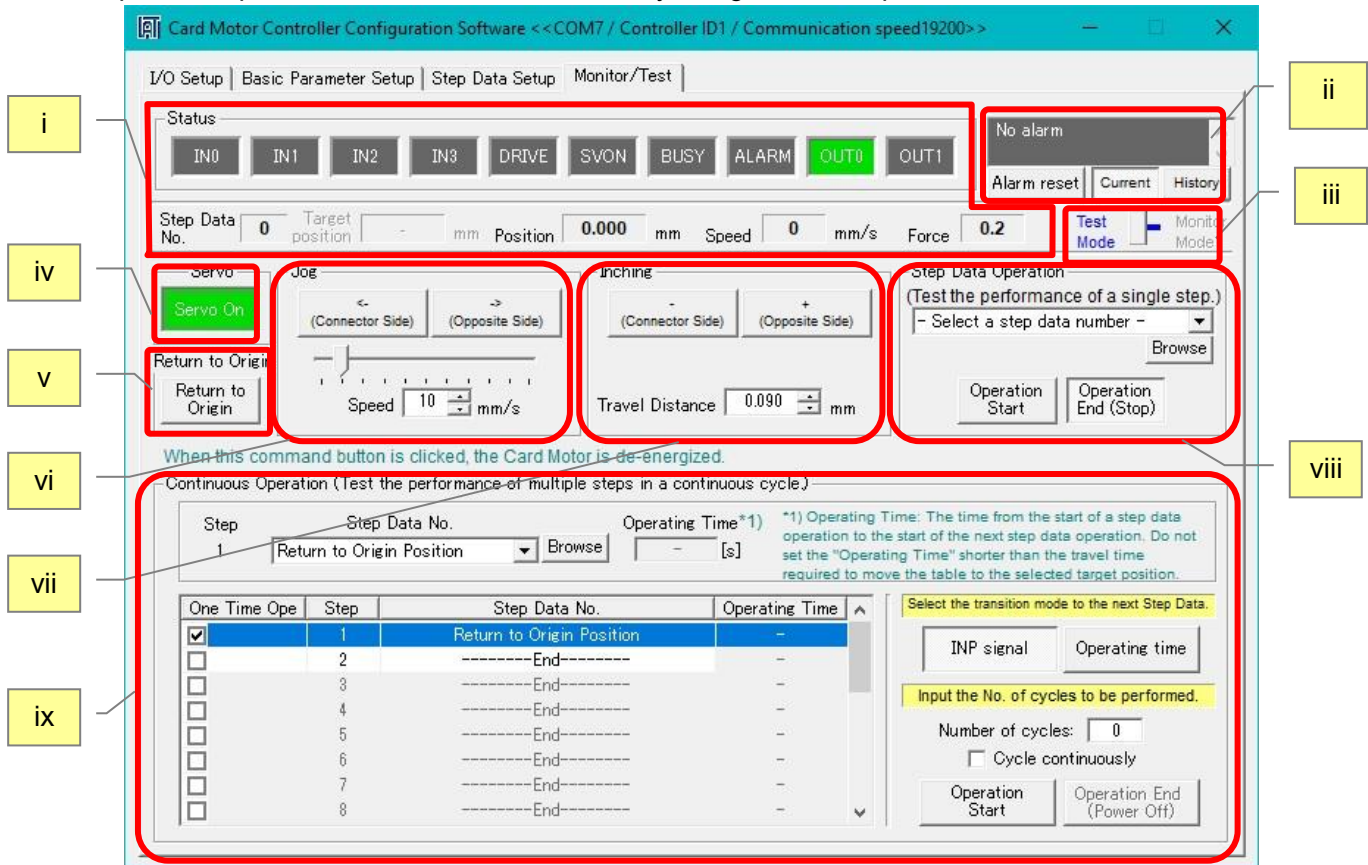 Card Motor Controller Configuration Software <<COM7 / Controller ID1 / Communication speed19200>>
I/O Setup Basic Parameter Setup Step Data Setup Monitor/Test
i
ii
iii
iv
v
vi
vii
viii
ix
Status
IN0 IN1 IN2 IN3 DRIVE SVON BUSY ALARM OUT0 OUT1
No alarm
Alarm reset Current History
Step Data No. 0 Target position - mm Position 0.000 mm Speed 0 mm/s Force 0.2
Test Mode Monitor Mode
Servo
Servo On
Return to Origin
Return to Origin
Jog
<- (Connector Side) -> (Opposite Side)
Speed 10 mm/s
Inching
- (Connector Side) + (Opposite Side)
Travel Distance 0.090 mm
Step Data Operation
(Test the performance of a single step.)
- Select a step data number -
Browse
Operation Start Operation End (Stop)
When this command button is clicked, the Card Motor is de-energized.
Continuous Operation (Test the performance of multiple steps in a continuous cycle.)
Step Step Data No. Operating Time*1)
1 Return to Origin Position Browse - [s]
*1) Operating Time: The time from the start of a step data
operation to the start of the next step data operation. Do not
set the "Operating Time" shorter than the travel time
required to move the table to the selected target position.
One Time Ope Step Step Data No. Operating Time
1 Return to Origin Position -
2 --------End-------- -
3 --------End-------- -
4 --------End-------- -
5 --------End-------- -
6 --------End-------- -
7 --------End-------- -
8 --------End-------- -
Select the transition mode to the next Step Data.
INP signal Operating time
Input the No. of cycles to be performed.
Number of cycles: 0
Cycle continuously
Operation Start Operation End (Power Off)